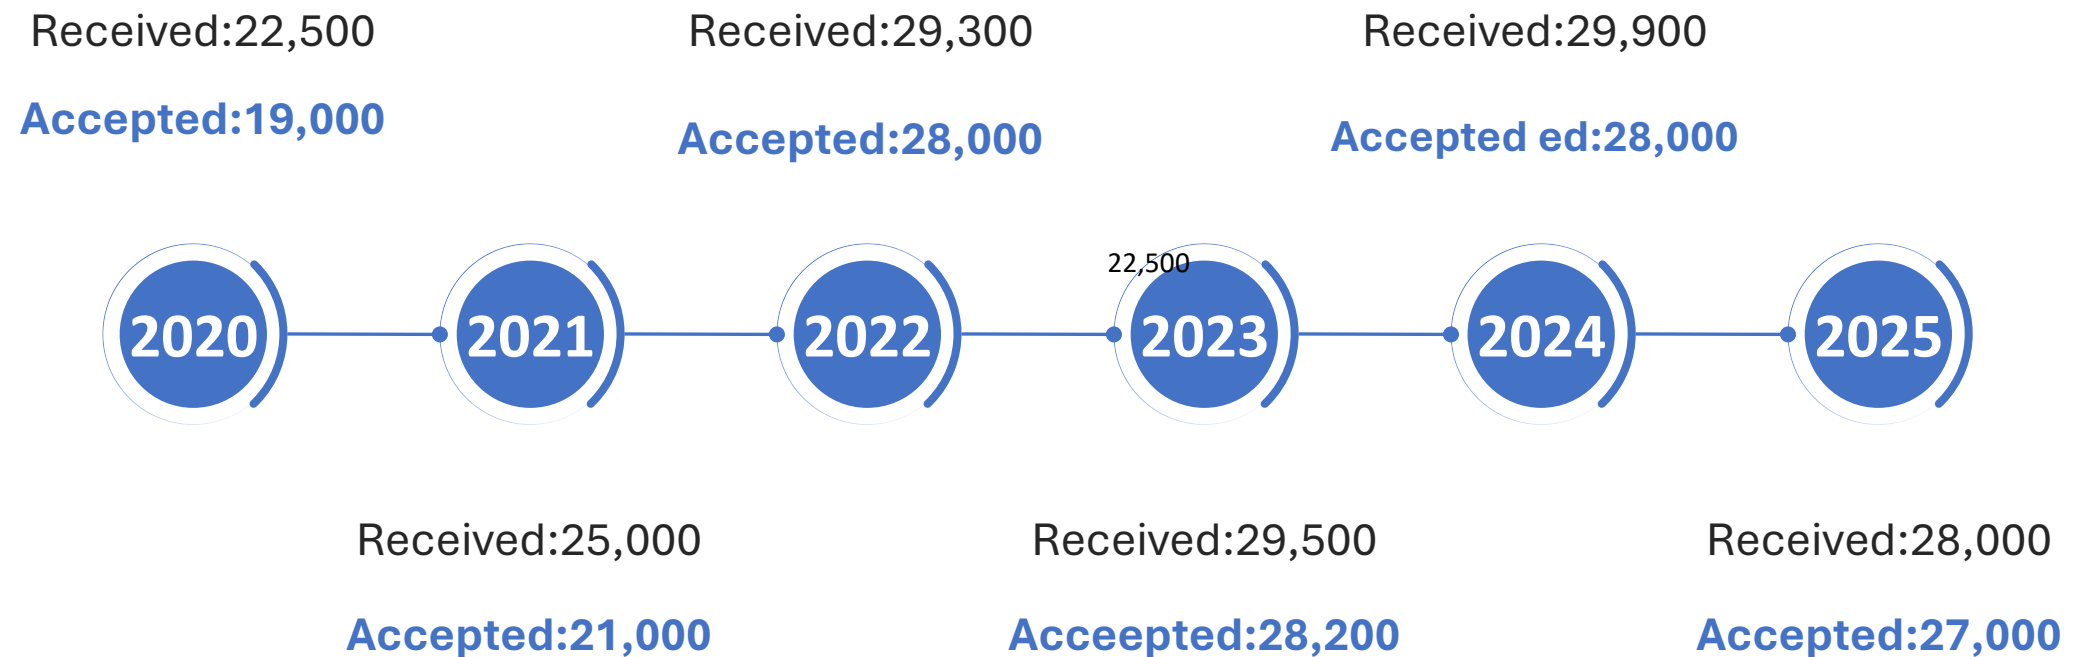 Received:22,500
Received:29,300
Received:29,900
Accepted:19,000
Accepted:28,000
Accepted ed:28,000
22,500
2020
2021
2022
2023
2024
2025
Received:25,000
Received:29,500
Received:28,000
Accepted:21,000
Acceepted:28,200
Accepted:27,000